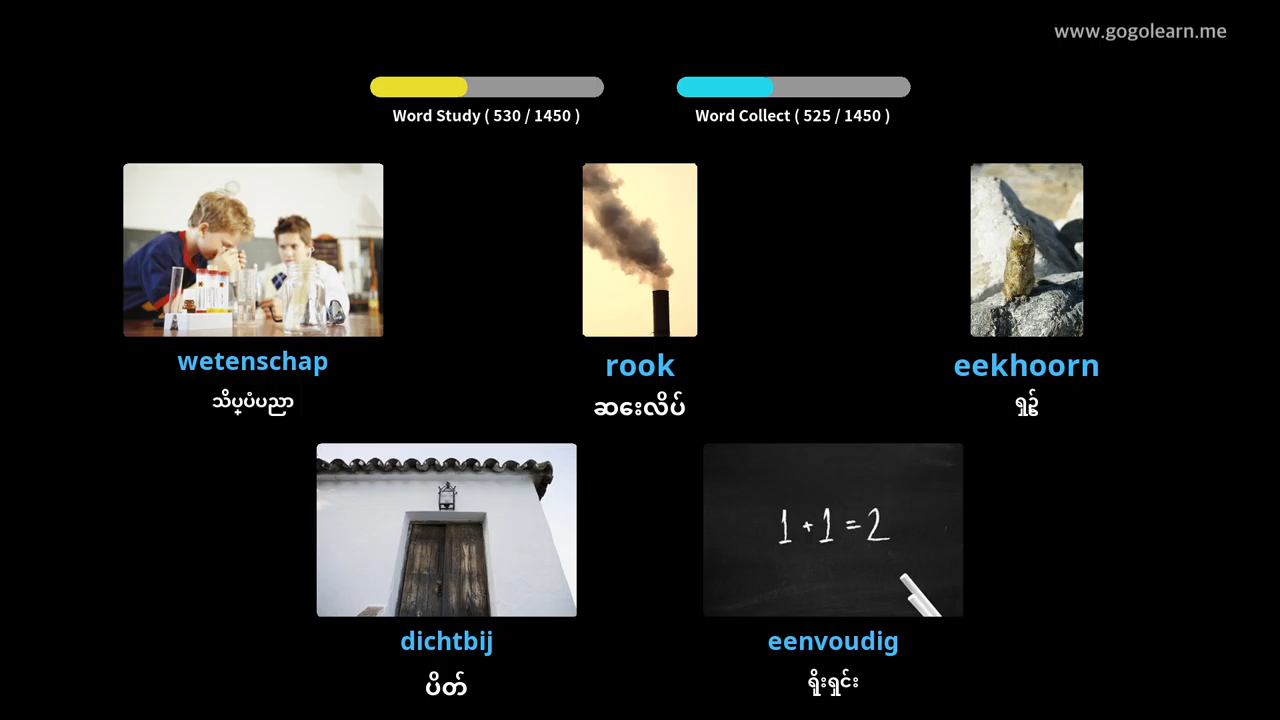 www.gogolearn.me
Word Study ( 530 / 1450 )
Word Collect ( 525 / 1450 )
wetenschap
rook
eekhoorn
သိပ္ပံပညာ
ဆေးလိပ်
ရှဉ့်
1 + 1 = 2
dichtbij
eenvoudig
ပိတ်
ရိုးရှင်း